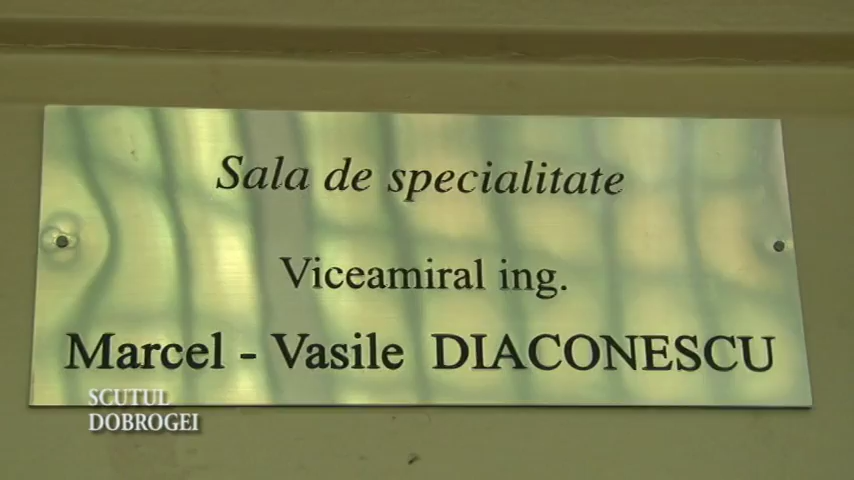 Sala de specialitate
Viceamiral ing.
Marcel - Vasile DIACONESCU
SCUTUL
DOBROGEI